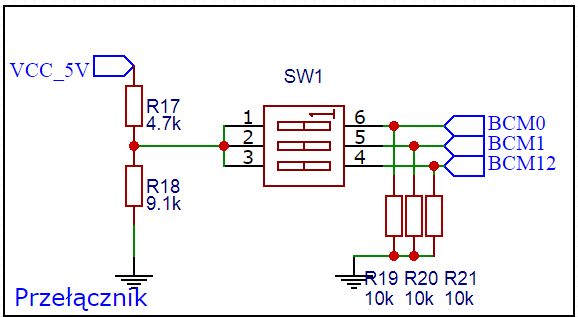 SW1
VCC_5V
R17
4.7k
R18
9.1k
1
2
3
1
6
5
4
BCM0
BCM1
BCM12
R19 R20 R21
10k 10k 10k
Przełącznik